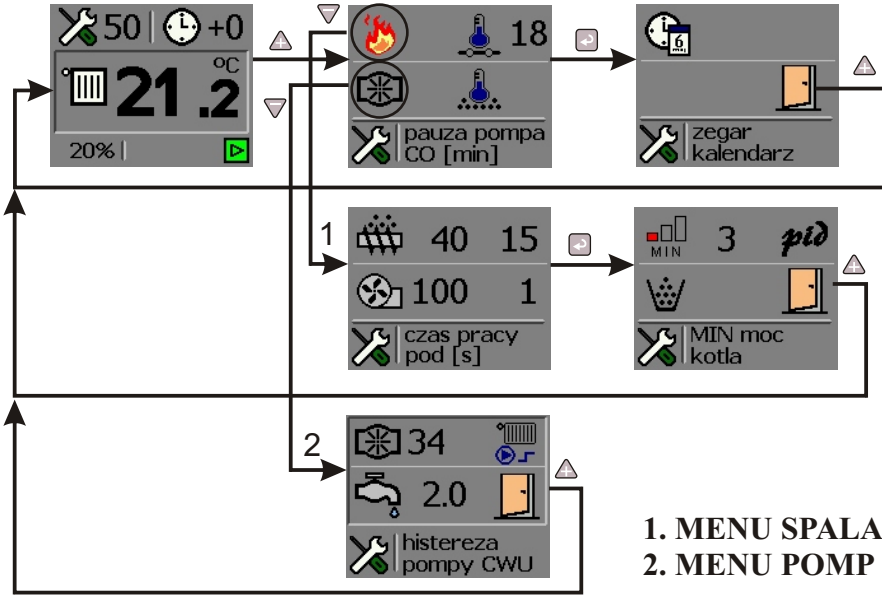 50 +0
°C
21.2
20%
18
pauza pompa
CO [min]
6
maj
zegar
kalendarz
1
40 15
100 1
czas pracy
pod [s]
MIN 3 pid
MIN moc
kotla
2
34
2.0
histereza
pompy CWU
1. MENU SPALA
2. MENU POMP